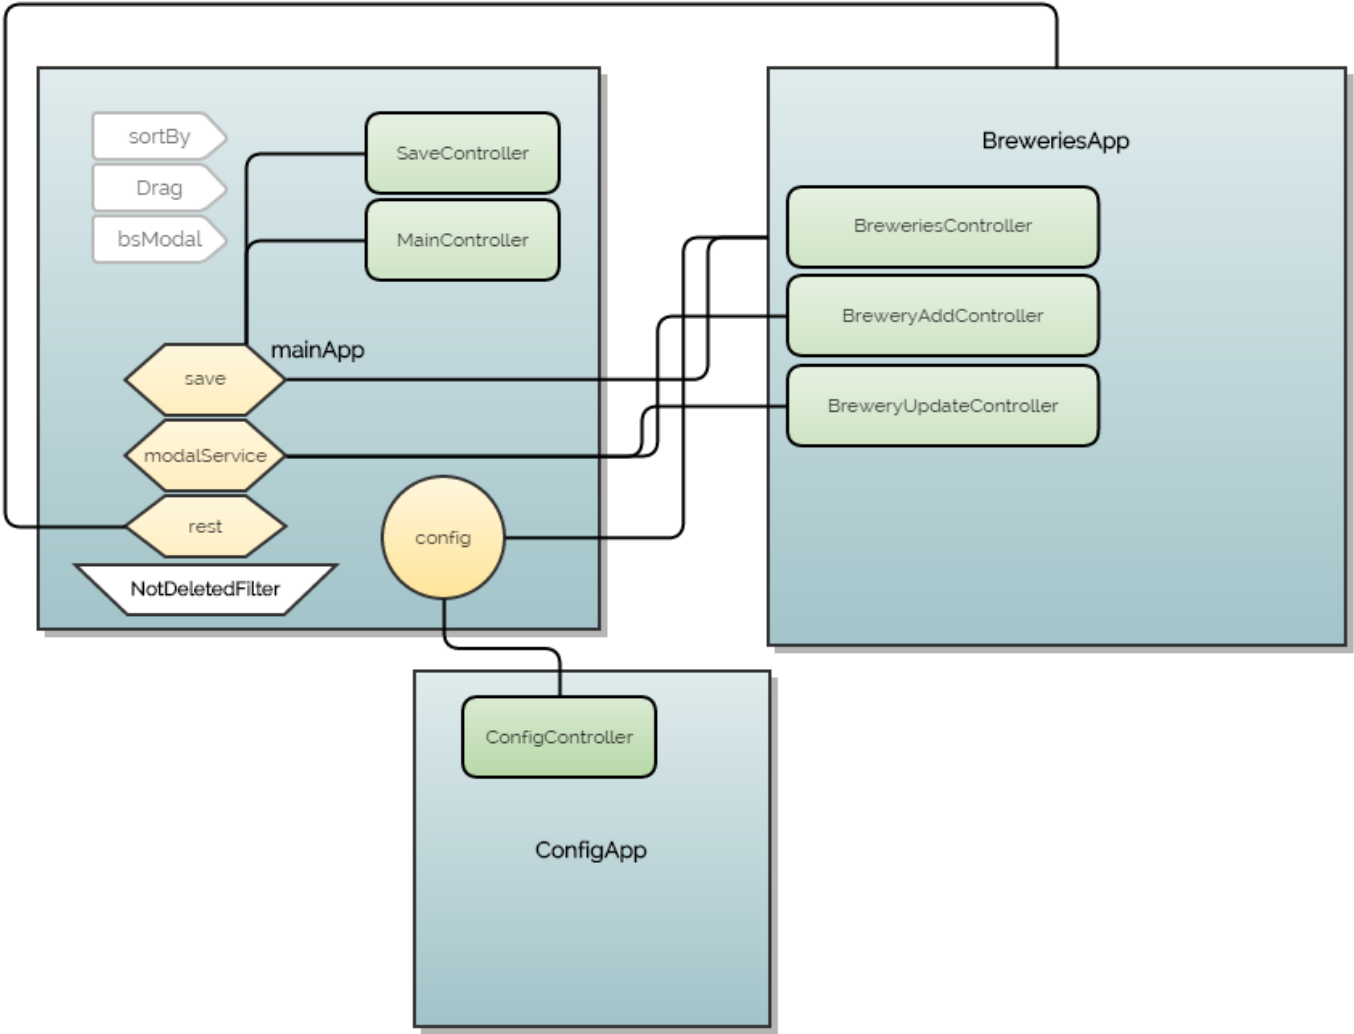 sortBy
Drag
bsModal
SaveController
MainController
mainApp
save
modalService
rest
config
NotDeletedFilter
BreweriesApp
BreweriesController
BreweryAddController
BreweryUpdateController
ConfigController
ConfigApp